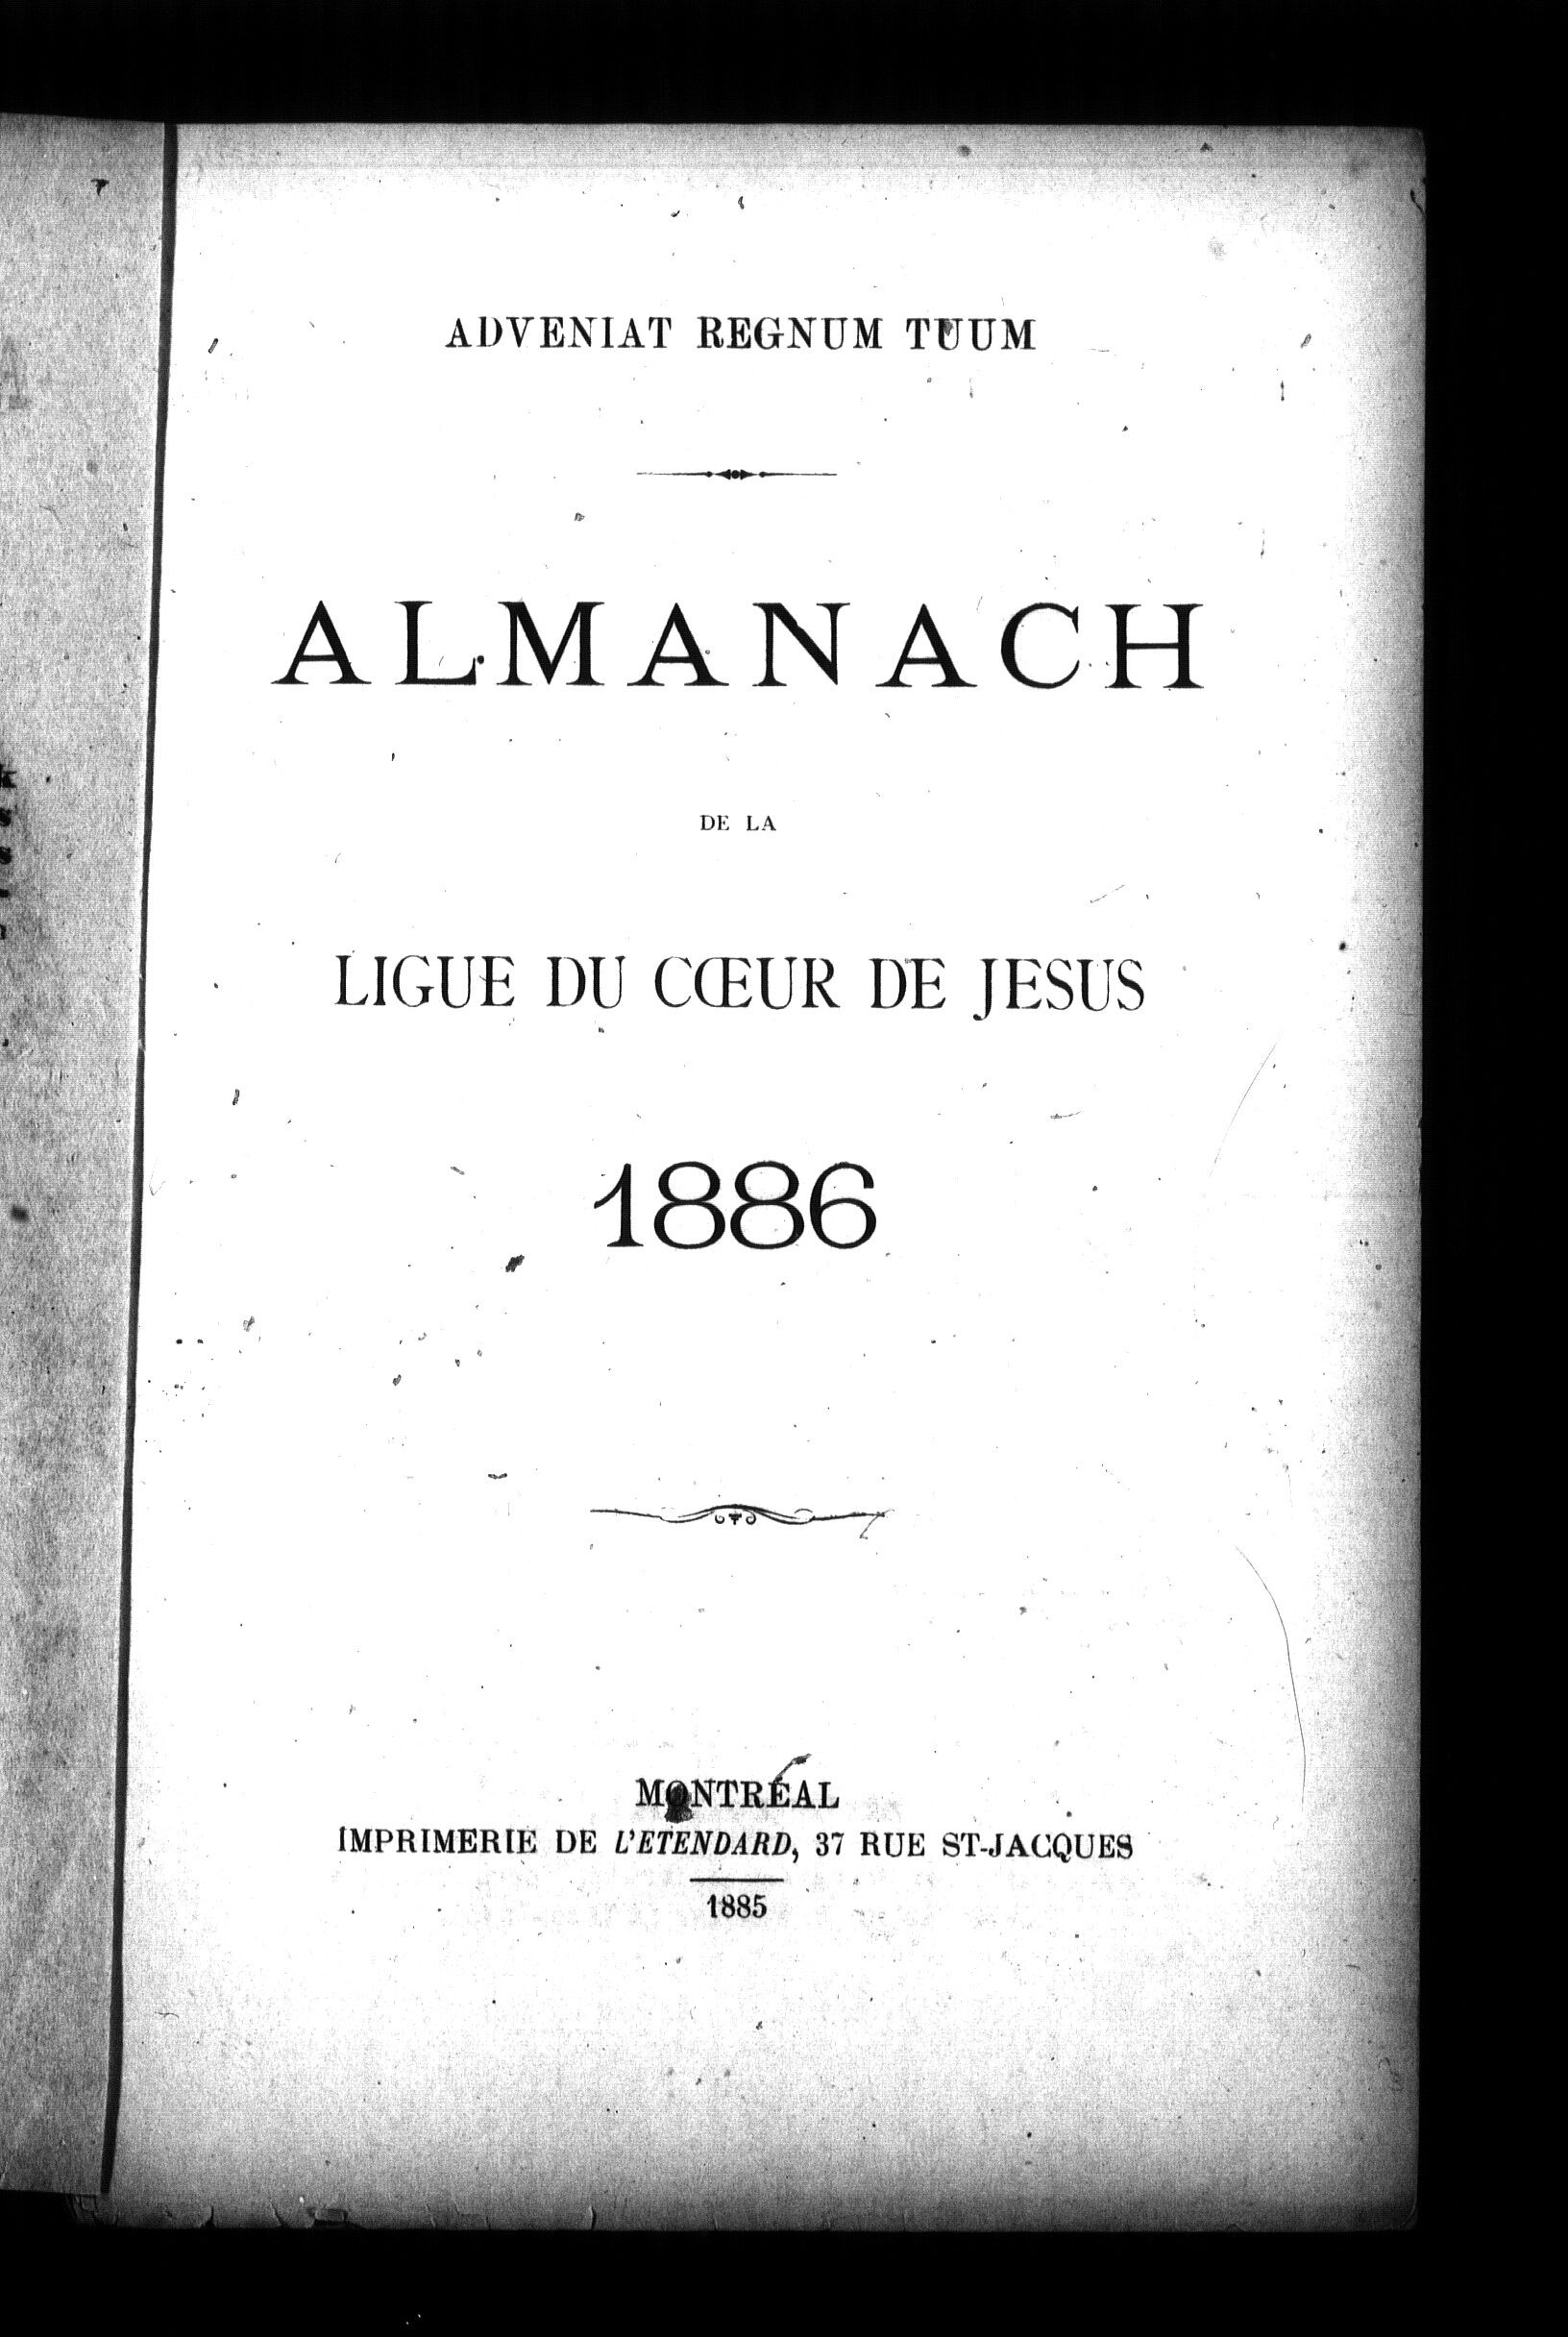 ADVENIAT REGNUM TUUM
ALMANACH
DE LA
LIGUE DU CŒUR DE JESUS
1886
MONTRÉAL
IMPRIMERIE DE L'ETENDARD, 37 RUE ST-JACQUES
1885